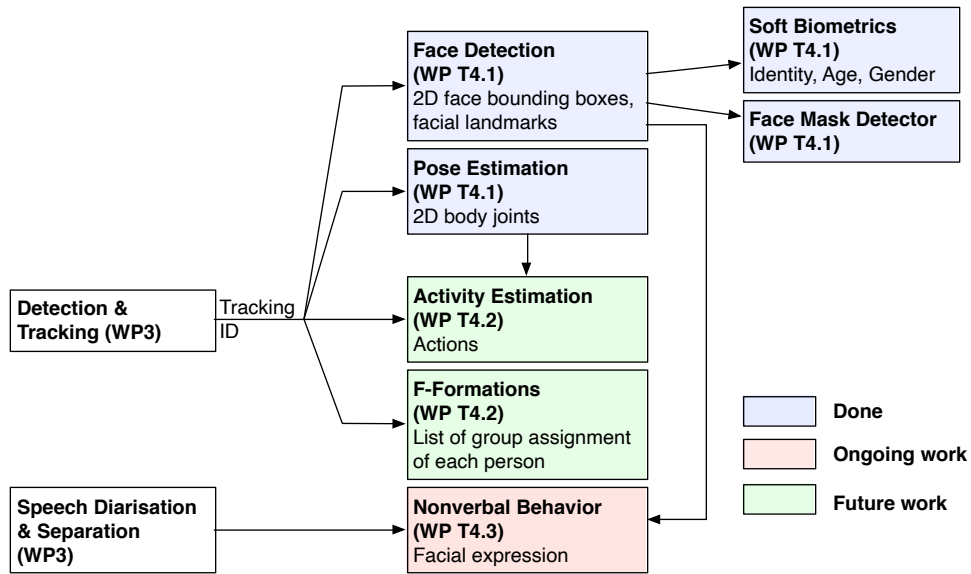 Soft Biometrics
(WP T4.1)
Identity, Age, Gender
Face Detection
(WP T4.1)
2D face bounding boxes,
facial landmarks
Face Mask Detector
(WP T4.1)
Pose Estimation
(WP T4.1)
2D body joints
Detection &
Tracking (WP3)
Tracking
ID
Activity Estimation
(WP T4.2)
Actions
F-Formations
(WP T4.2)
List of group assignment
of each person
Speech Diarisation
& Separation
(WP3)
Nonverbal Behavior
(WP T4.3)
Facial expression
Done
Ongoing work
Future work